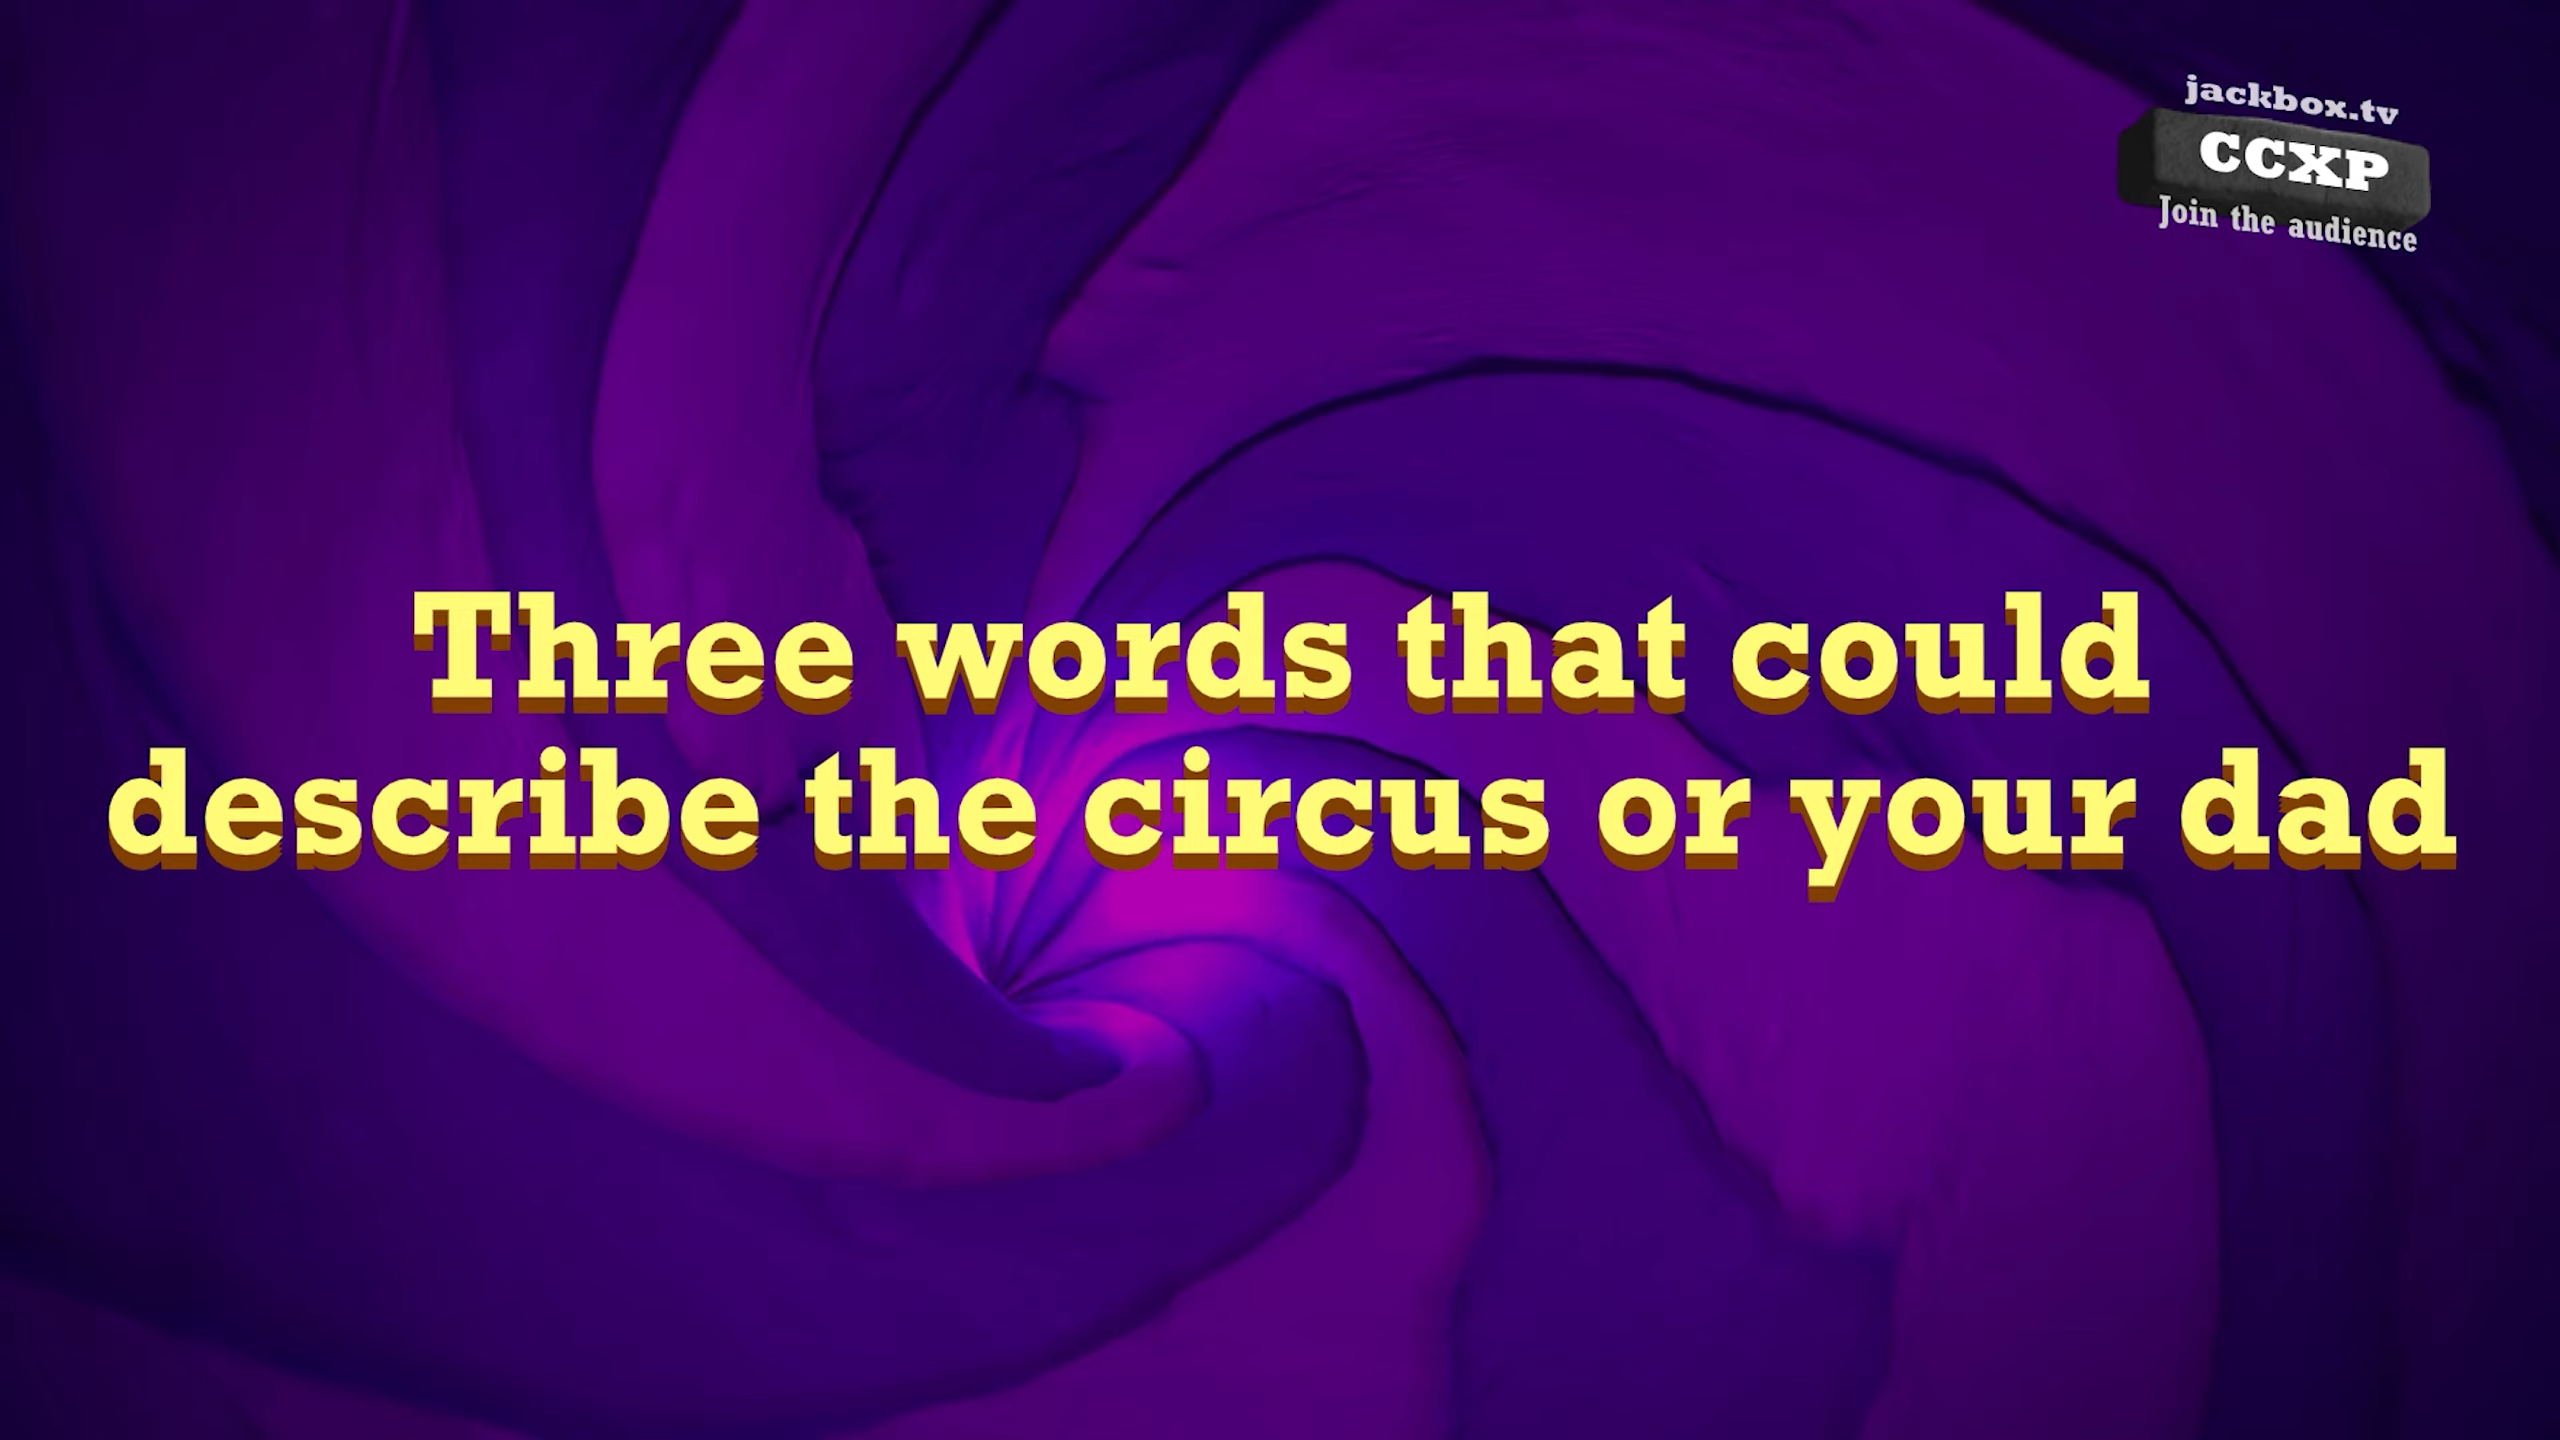 jackbox.tv
CCXP
Join the audience
Three words that could
describe the circus or your dad